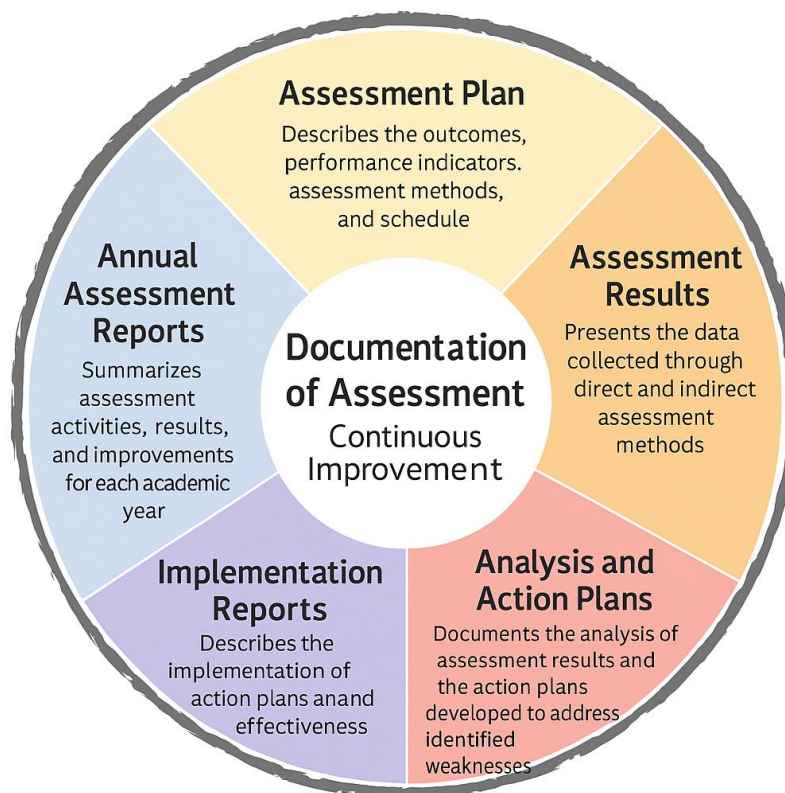 Assessment Plan
Describes the outcomes,
performance indicators.
assessment methods,
and schedule
Assessment
Results
Presents the data
collected through
direct and indirect
assessment
methods
Analysis and
Action Plans
Documents the analysis of
assessment results and
the action plans
developed to address
identified
weaknesses
Implementation
Reports
Describes the
implementation of
action plans anand
effectiveness
Annual
Assessment
Reports
Summarizes
assessment
activities, results,
and improvements
for each academic
year
Documentation
of Assessment
Continuous
Improvement